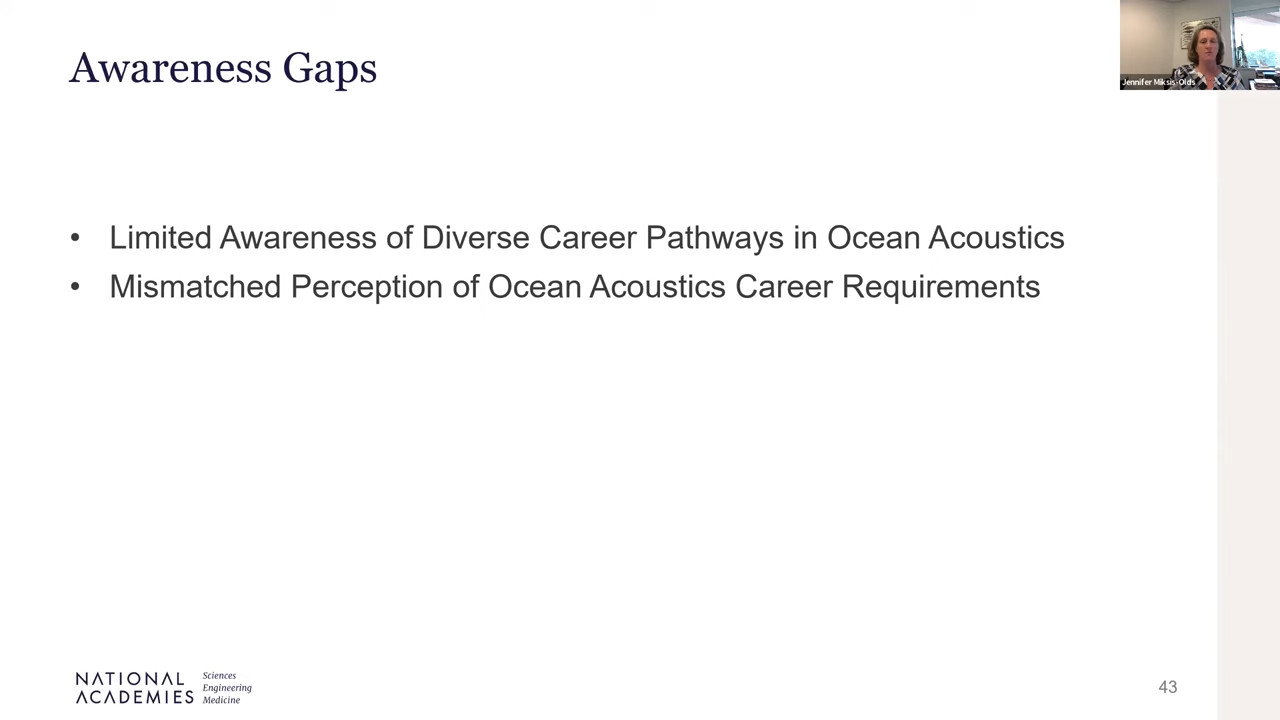 Awareness Gaps
Jennifer Miksis-Olds
• Limited Awareness of Diverse Career Pathways in Ocean Acoustics
• Mismatched Perception of Ocean Acoustics Career Requirements
NATIONAL ACADEMIES
Sciences
Engineering
Medicine
43